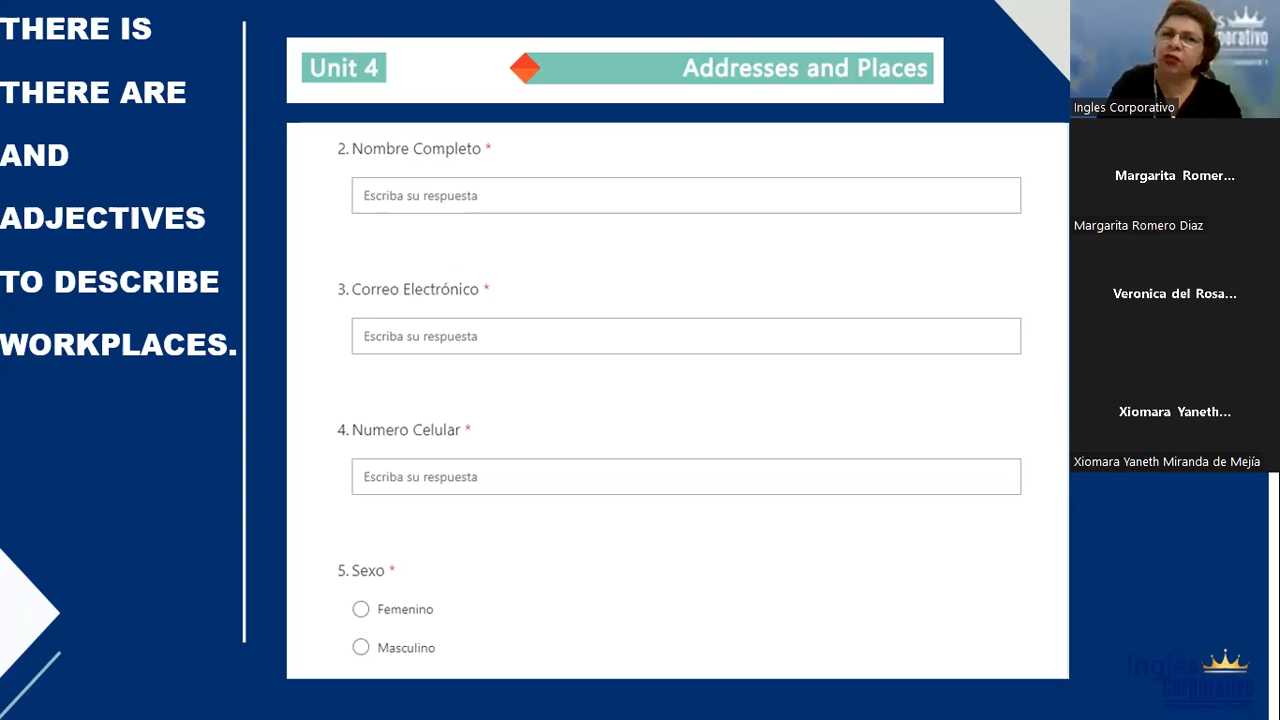 THERE IS
THERE ARE
AND
ADJECTIVES
TO DESCRIBE
WORKPLACES.
Unit 4
Addresses and Places
2. Nombre Completo *
Escriba su respuesta
3. Correo Electrónico *
Escriba su respuesta
4. Numero Celular *
Escriba su respuesta
5. Sexo *
Femenino
Masculino
Ingles Corporativo
Margarita Romer...
Margarita Romero Diaz
Veronica del Rosa...
Xiomara Yaneth...
Xiomara Yaneth Miranda de Mejía
Inglés
Corporativo